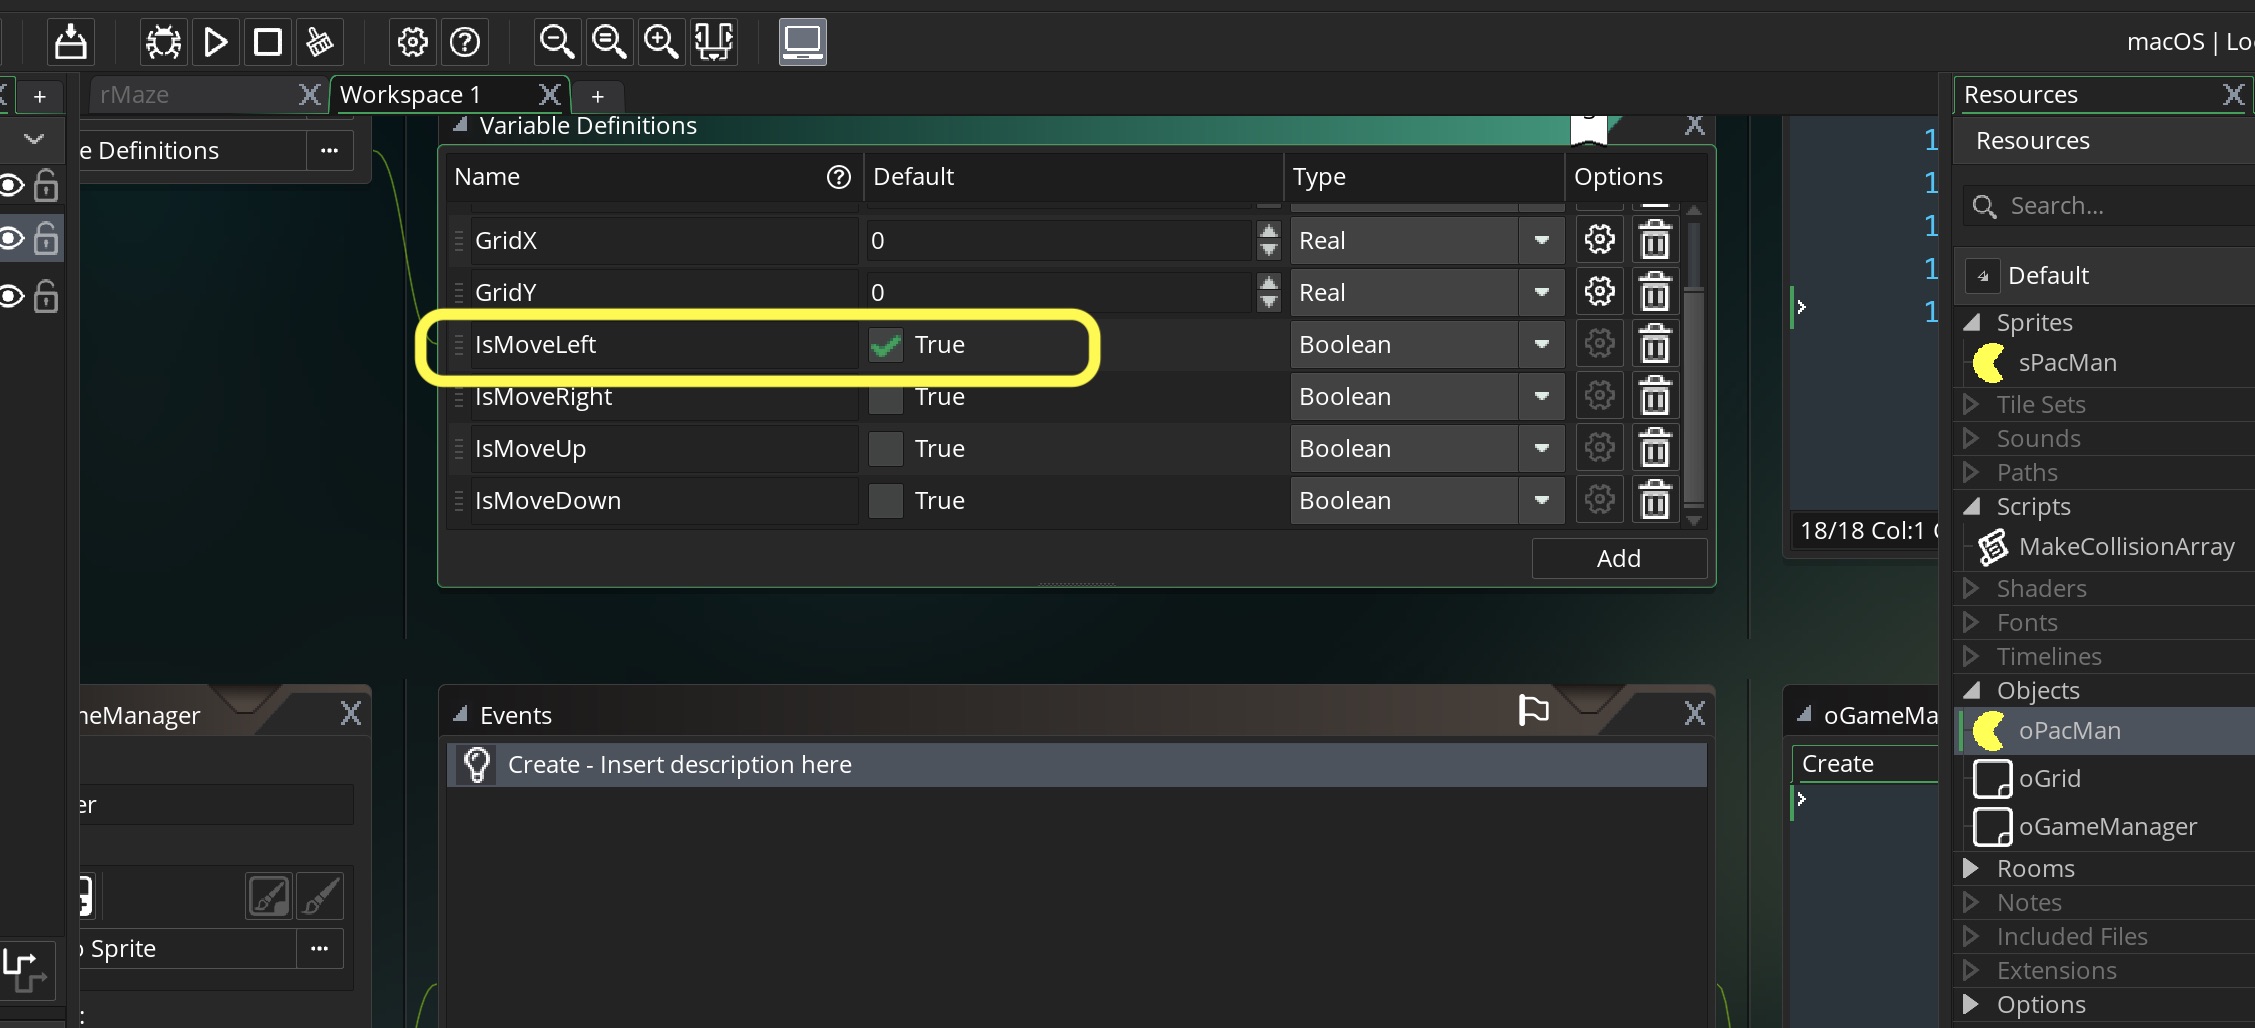 macOS | Lo
rMaze
Workspace 1
+
+
Resources
e Definitions
...
Variable Definitions
Name
Default
Type
Options
GridX
0
Real
GridY
0
Real
IsMoveLeft
True
Boolean
IsMoveRight
True
Boolean
IsMoveUp
True
Boolean
IsMoveDown
True
Boolean
Add
1
1
1
1
1
18/18 Col:1
Resources
Search...
Default
Sprites
sPacMan
Tile Sets
Sounds
Paths
Scripts
MakeCollisionArray
Shaders
Fonts
Timelines
Objects
oPacMan
oGrid
oGameManager
Rooms
Notes
Included Files
Extensions
Options
neManager
er
Sprite
...
:
Events
Create - Insert description here
oGameMa
Create